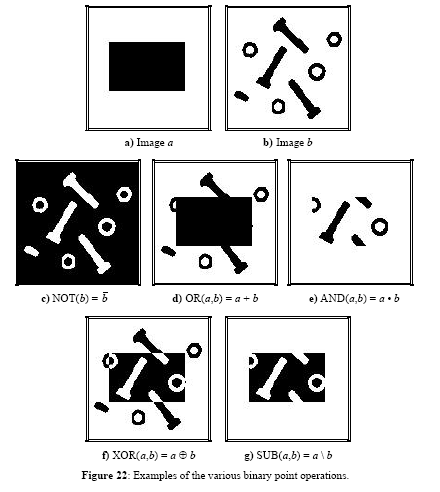 a) Image a
b) Image b
c) NOT(b) = b̅
d) OR(a,b) = a + b
e) AND(a,b) = a • b
f) XOR(a,b) = a ⊕ b
g) SUB(a,b) = a \ b
Figure 22: Examples of the various binary point operations.